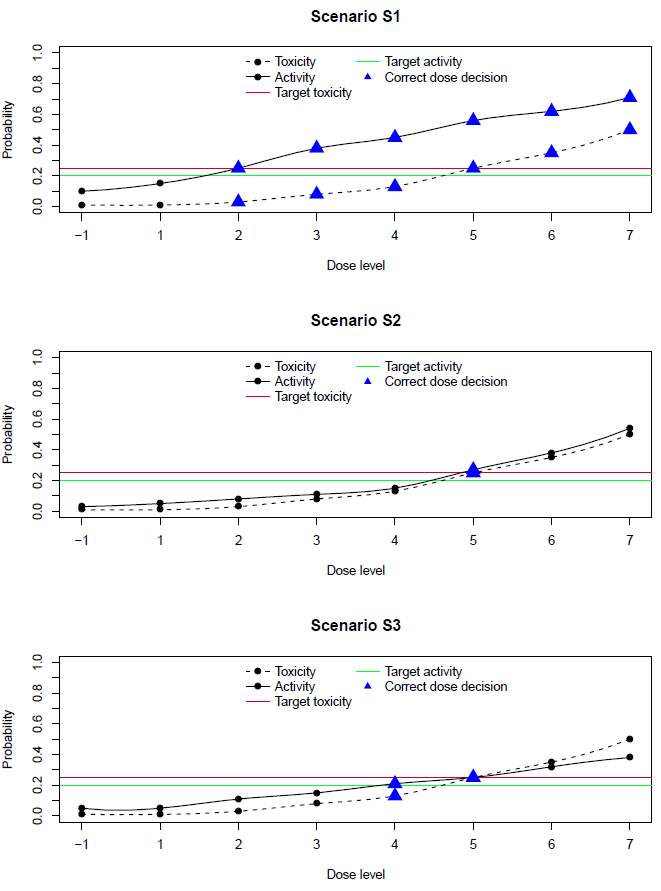 Scenario S1
Toxicity
Target activity
Activity
Correct dose decision
Target toxicity
Probability
1.0
0.8
0.6
0.4
0.2
0.0
−1 1 2 3 4 5 6 7
Dose level
Scenario S2
Toxicity
Target activity
Activity
Correct dose decision
Target toxicity
Probability
1.0
0.8
0.6
0.4
0.2
0.0
−1 1 2 3 4 5 6 7
Dose level
Scenario S3
Toxicity
Target activity
Activity
Correct dose decision
Target toxicity
Probability
1.0
0.8
0.6
0.4
0.2
0.0
−1 1 2 3 4 5 6 7
Dose level